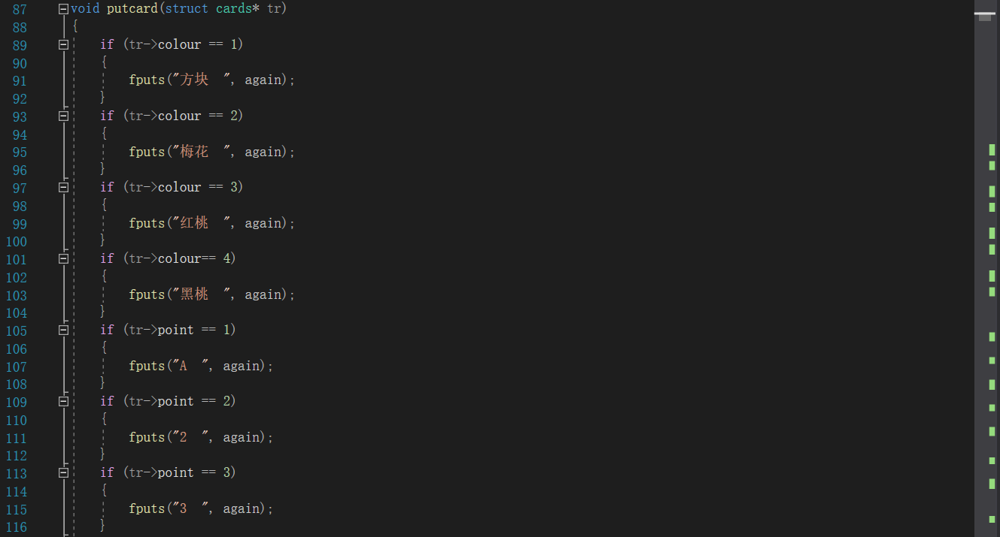 87 void putcard(struct cards* tr)
88 {
89 if (tr->colour == 1)
90 {
91 fputs("方块  ", again);
92 }
93 if (tr->colour == 2)
94 {
95 fputs("梅花  ", again);
96 }
97 if (tr->colour == 3)
98 {
99 fputs("红桃  ", again);
100 }
101 if (tr->colour== 4)
102 {
103 fputs("黑桃  ", again);
104 }
105 if (tr->point == 1)
106 {
107 fputs("A  ", again);
108 }
109 if (tr->point == 2)
110 {
111 fputs("2  ", again);
112 }
113 if (tr->point == 3)
114 {
115 fputs("3  ", again);
116 }